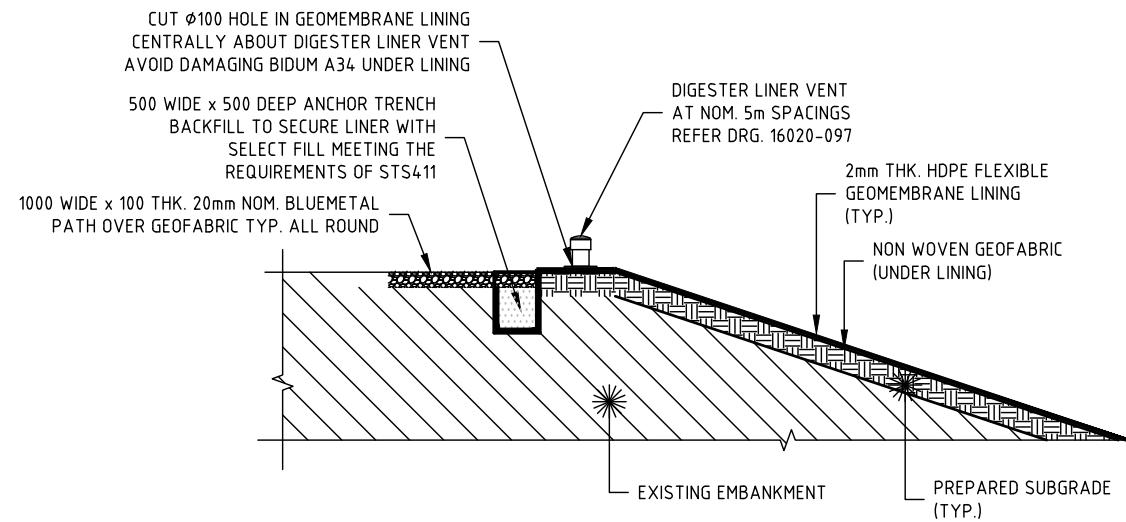 CUT Ø100 HOLE IN GEOMEMBRANE LINING
CENTRALLY ABOUT DIGESTER LINER VENT
AVOID DAMAGING BIDUM A34 UNDER LINING
500 WIDE x 500 DEEP ANCHOR TRENCH
BACKFILL TO SECURE LINER WITH
SELECT FILL MEETING THE
REQUIREMENTS OF STS411
1000 WIDE x 100 THK. 20mm NOM. BLUEMETAL
PATH OVER GEOFABRIC TYP. ALL ROUND
DIGESTER LINER VENT
AT NOM. 5m SPACINGS
REFER DRG. 16020-097
2mm THK. HDPE FLEXIBLE
GEOMEMBRANE LINING
(TYP.)
NON WOVEN GEOFABRIC
(UNDER LINING)
EXISTING EMBANKMENT
PREPARED SUBGRADE
(TYP.)